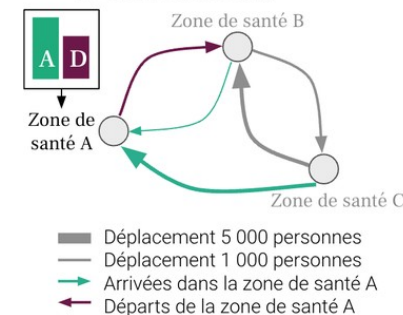 Zone de santé B
A D
Zone de
santé A
Zone de santé C
Déplacement 5 000 personnes
Déplacement 1 000 personnes
Arrivées dans la zone de santé A
Départs de la zone de santé A